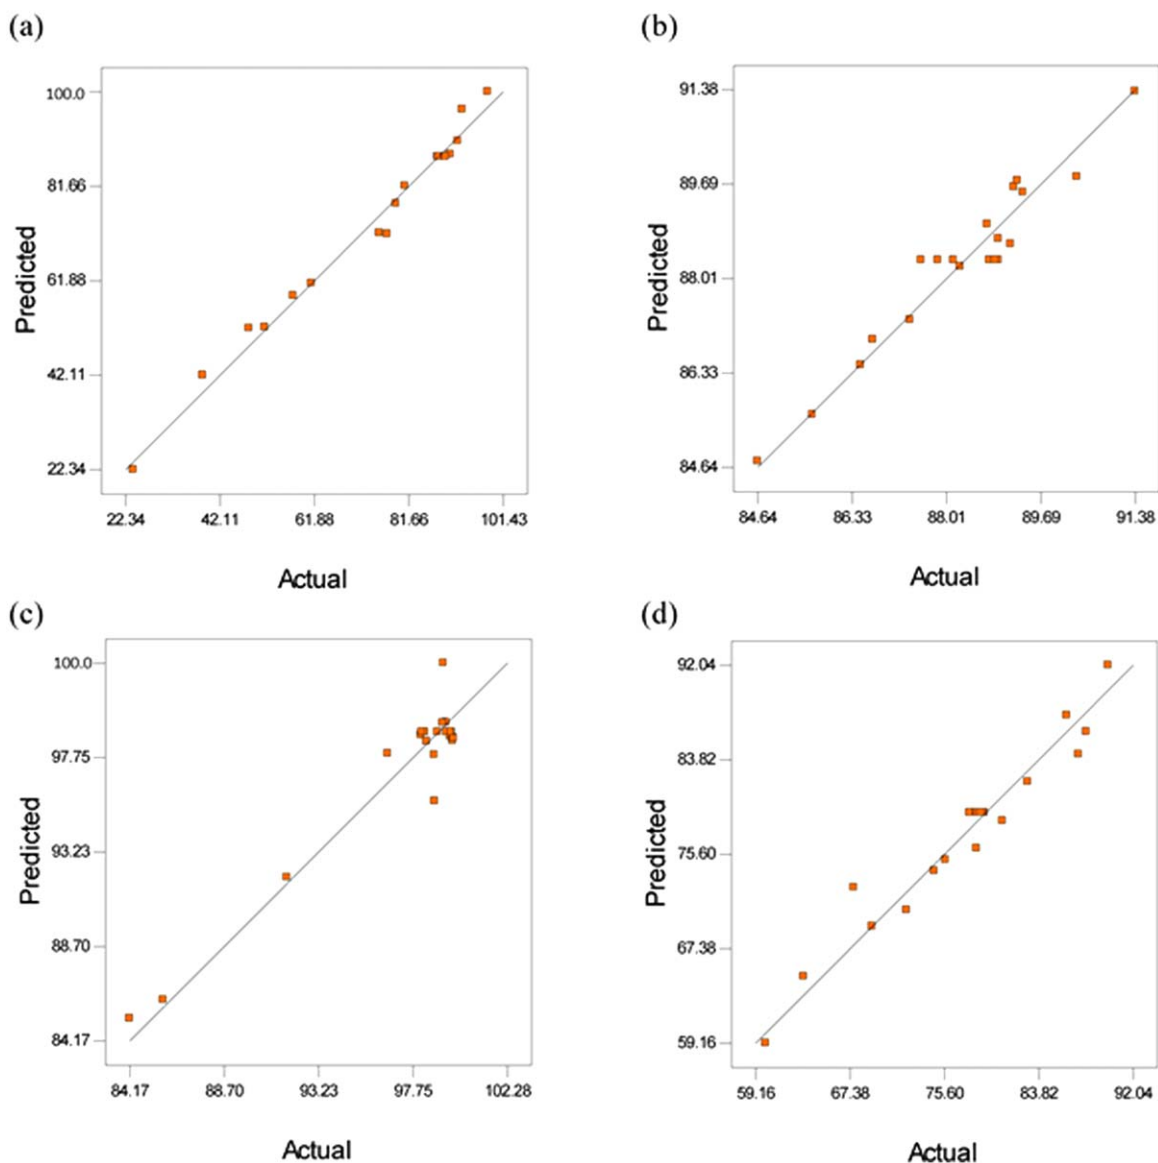 (a)
100.0
81.66
61.88
42.11
22.34
Predicted
22.34 42.11 61.88 81.66 101.43
Actual
(b)
91.38
89.69
88.01
86.33
84.64
Predicted
84.64 86.33 88.01 89.69 91.38
Actual
(c)
100.0
97.75
93.23
88.70
84.17
Predicted
84.17 88.70 93.23 97.75 102.28
Actual
(d)
92.04
83.82
75.60
67.38
59.16
Predicted
59.16 67.38 75.60 83.82 92.04
Actual